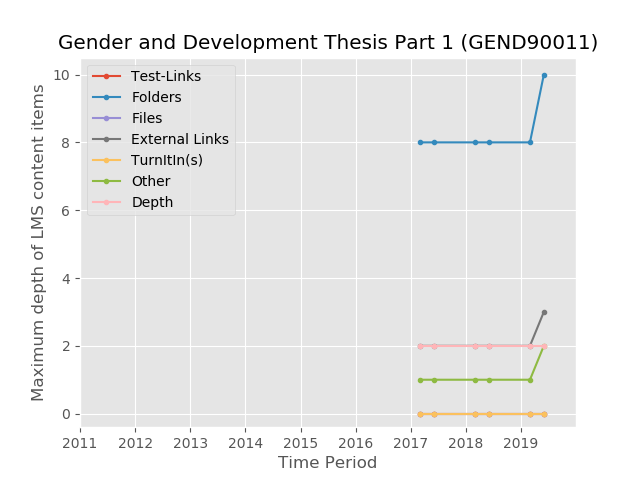 Gender and Development Thesis Part 1 (GEND90011)
Test-Links
Folders
Files
External Links
TurnItIn(s)
Other
Depth
Maximum depth of LMS content items
10
8
6
4
2
0
2011 2012 2013 2014 2015 2016 2017 2018 2019
Time Period